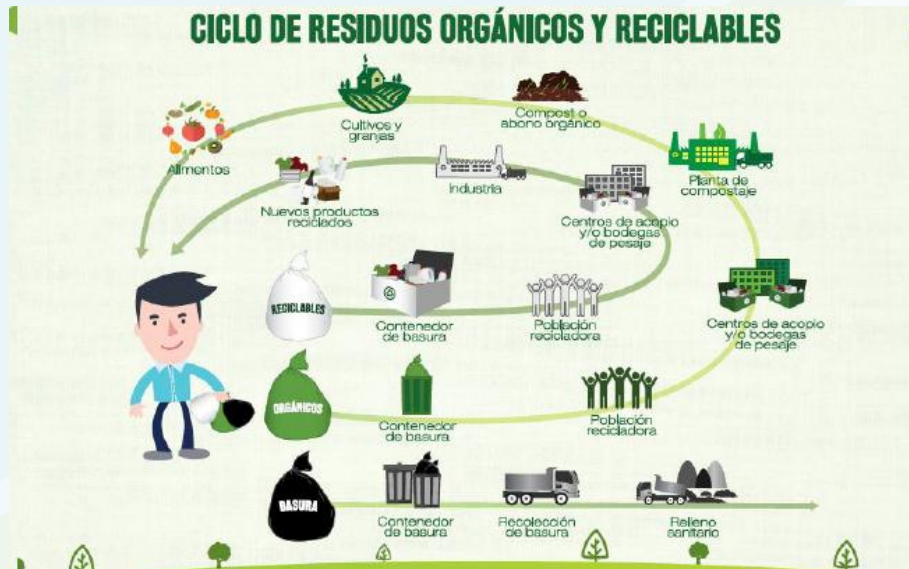 CICLO DE RESIDUOS ORGÁNICOS Y RECICLABLES
Alimentos
Cultivos y
granjas
Compost o
abono orgánico
Planta de
compostaje
Nuevos productos
reciclados
Industria
Centros de acopio
y/o bodegas
de pesaje
RECICLABLES
Contenedor
de basura
Población
recicladora
Centros de acopio
y/o bodegas
de pesaje
ORGÁNICOS
Contenedor
de basura
Población
recicladora
BASURA
Contenedor
de basura
Recolección
de basura
Relleno
sanitario